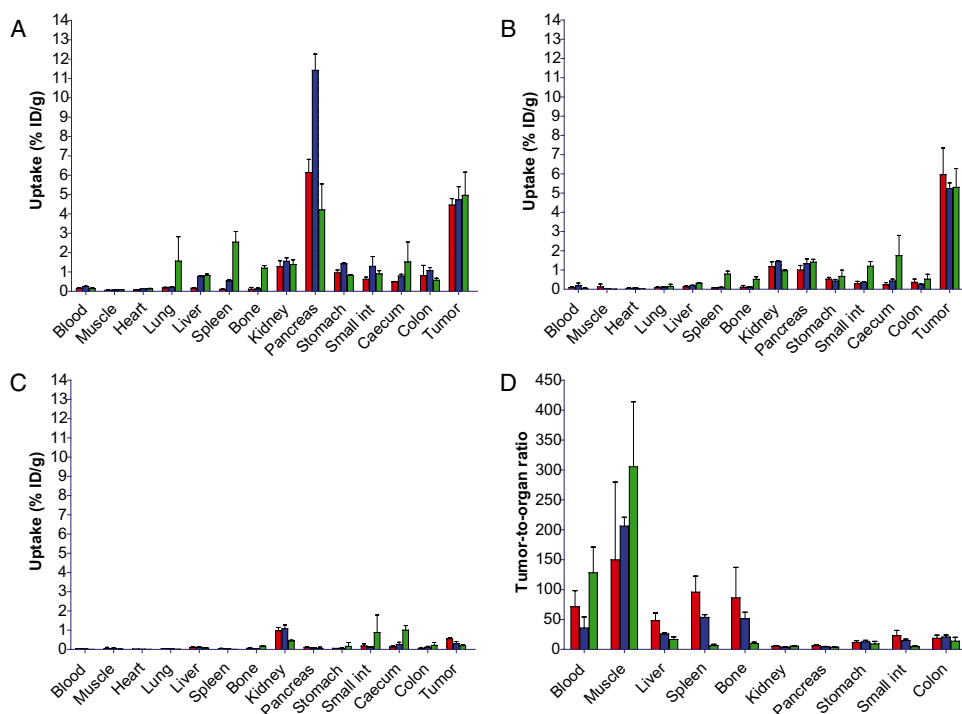 A
14
13
12
11
10
9
8
7
6
5
4
3
2
1
0
Uptake (% ID/g)
Blood
Muscle
Heart
Lung
Liver
Spleen
Bone
Kidney
Pancreas
Stomach
Small int
Caecum
Colon
Tumor
B
14
13
12
11
10
9
8
7
6
5
4
3
2
1
0
Uptake (% ID/g)
Blood
Muscle
Heart
Lung
Liver
Spleen
Bone
Kidney
Pancreas
Stomach
Small int
Caecum
Colon
Tumor
C
14
13
12
11
10
9
8
7
6
5
4
3
2
1
0
Uptake (% ID/g)
Blood
Muscle
Heart
Lung
Liver
Spleen
Bone
Kidney
Pancreas
Stomach
Small int
Caecum
Colon
Tumor
D
450
400
350
300
250
200
150
100
50
0
Tumor-to-organ ratio
Blood
Muscle
Liver
Spleen
Bone
Kidney
Pancreas
Stomach
Small int
Colon